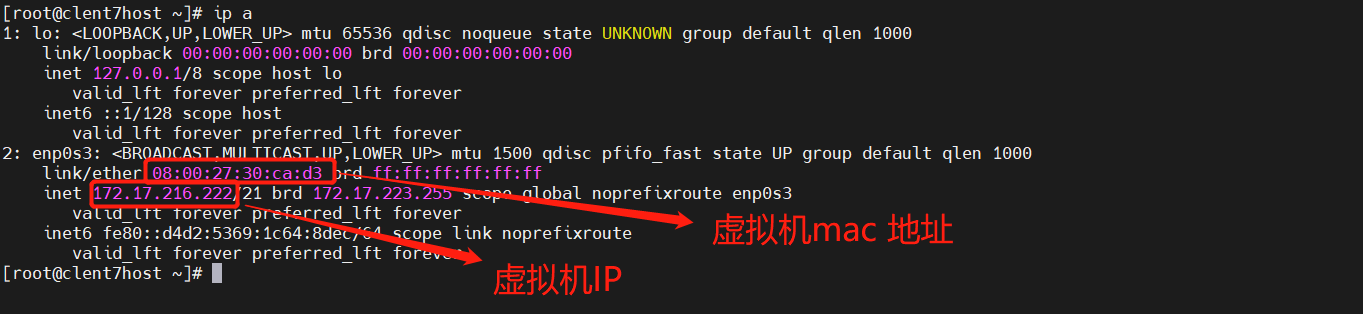 [root@clent7host ~]# ip a
1: lo: <LOOPBACK,UP,LOWER_UP> mtu 65536 qdisc noqueue state UNKNOWN group default qlen 1000
link/loopback 00:00:00:00:00:00 brd 00:00:00:00:00:00
inet 127.0.0.1/8 scope host lo
valid_lft forever preferred_lft forever
inet6 ::1/128 scope host
valid_lft forever preferred_lft forever
2: enp0s3: <BROADCAST,MULTICAST,UP,LOWER_UP> mtu 1500 qdisc pfifo_fast state UP group default qlen 1000
link/ether 08:00:27:30:ca:d3 brd ff:ff:ff:ff:ff:ff
inet 172.17.216.222/21 brd 172.17.223.255 scope global noprefixroute enp0s3
valid_lft forever preferred_lft forever
虚拟机mac 地址
inet6 fe80::d4d2:5369:1c64:8dec/64 scope link noprefixroute
valid_lft forever preferred_lft forever
[root@clent7host ~]#
虚拟机IP